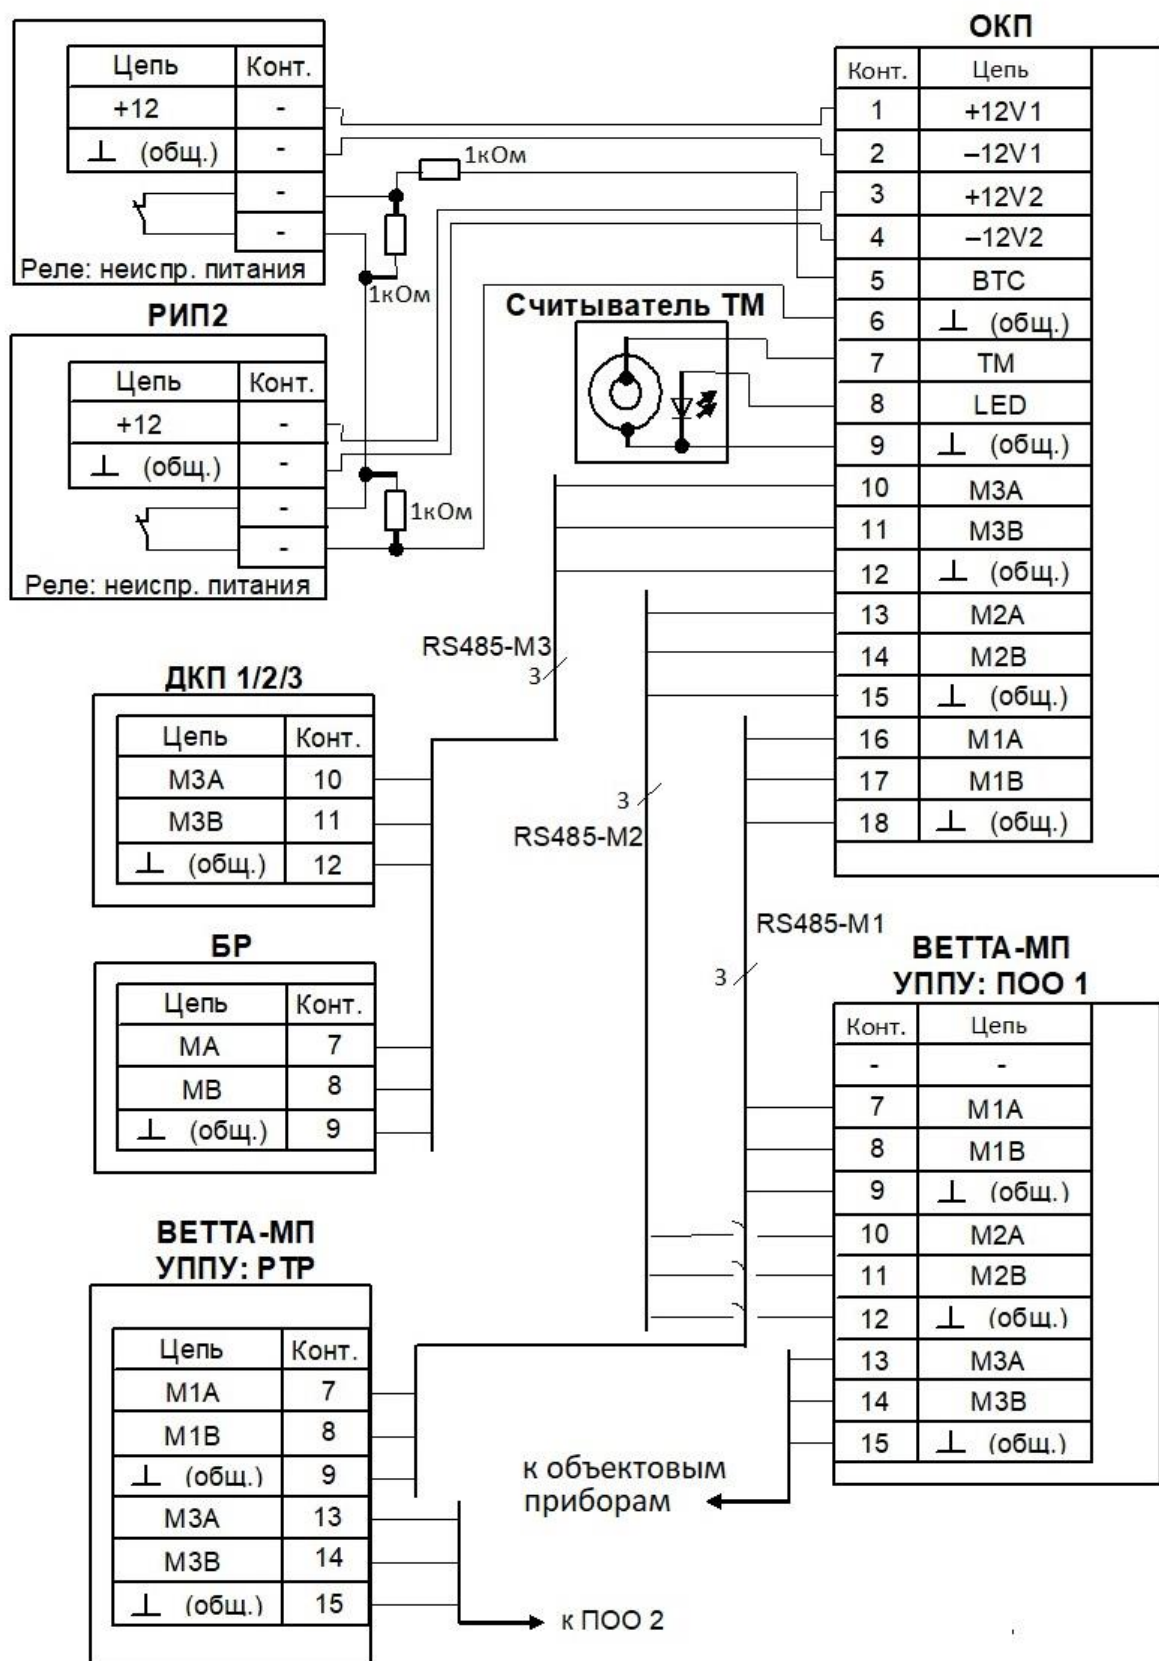 ОКП
Цепь Конт.
+12 -
⊥ (общ.) -
-
-
Реле: неиспр. питания
1кОм
1кОм
Конт. Цепь
1 +12V1
2 –12V1
3 +12V2
4 –12V2
5 ВТС
6 ⊥ (общ.)
7 ТМ
8 LED
9 ⊥ (общ.)
10 М3А
11 М3В
12 ⊥ (общ.)
13 М2А
14 М2В
15 ⊥ (общ.)
16 М1А
17 М1В
18 ⊥ (общ.)
Считыватель ТМ
РИП2
Цепь Конт.
+12 -
⊥ (общ.) -
-
-
Реле: неиспр. питания
1кОм
RS485-М3
3
ДКП 1/2/3
Цепь Конт.
М3А 10
М3В 11
⊥ (общ.) 12
3
RS485-М2
RS485-М1
3
БР
Цепь Конт.
МА 7
МВ 8
⊥ (общ.) 9
ВЕТТА-МП
УППУ: ПОО 1
Конт. Цепь
- -
7 М1А
8 М1В
9 ⊥ (общ.)
10 М2А
11 М2В
12 ⊥ (общ.)
13 М3А
14 М3В
15 ⊥ (общ.)
ВЕТТА-МП
УППУ: РТР
Цепь Конт.
М1А 7
М1В 8
⊥ (общ.) 9
М3А 13
М3В 14
⊥ (общ.) 15
к объектовым
приборам
к ПОО 2